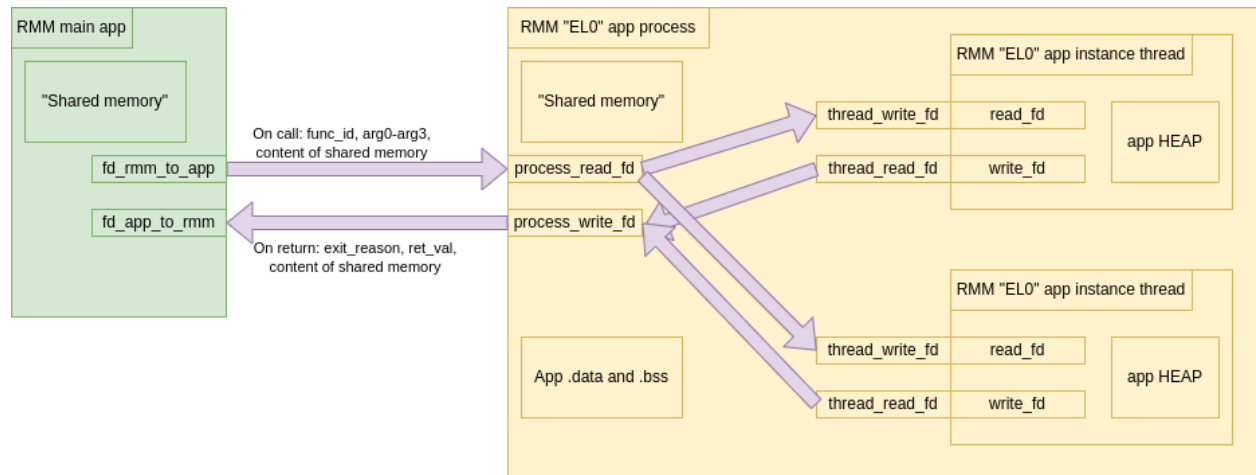 RMM main app
"Shared memory"
fd_rmm_to_app
fd_app_to_rmm
On call: func_id, arg0-arg3,
content of shared memory
On return: exit_reason, ret_val,
content of shared memory
RMM "EL0" app process
"Shared memory"
process_read_fd
process_write_fd
App .data and .bss
RMM "EL0" app instance thread
thread_write_fd
read_fd
thread_read_fd
write_fd
app HEAP
RMM "EL0" app instance thread
thread_write_fd
read_fd
thread_read_fd
write_fd
app HEAP